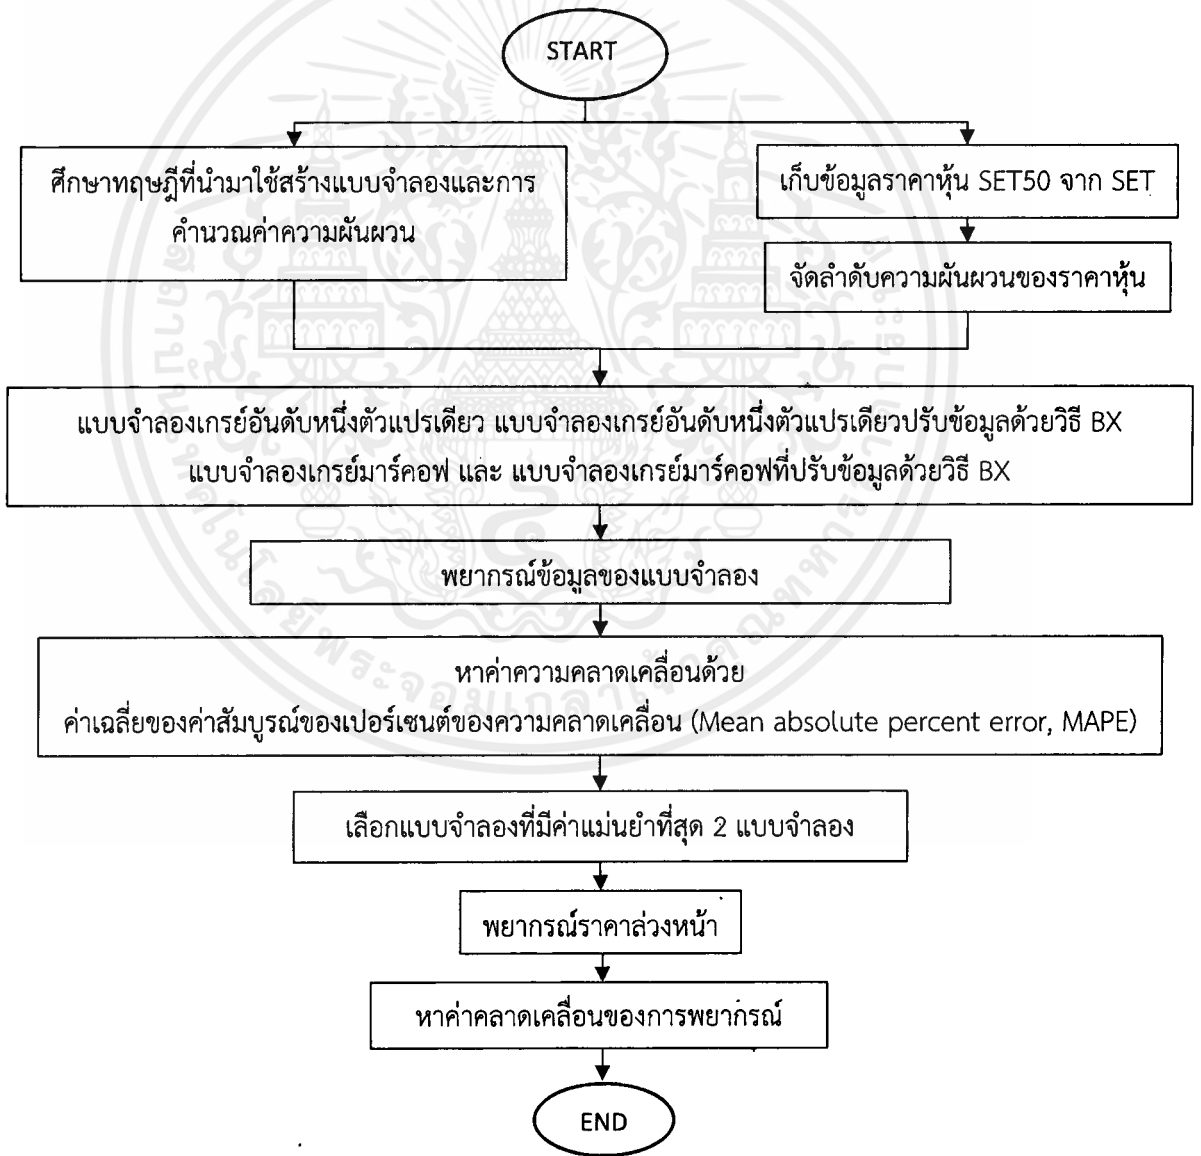 START
ศึกษาทฤษฎีที่นำมาใช้สร้างแบบจำลองและการ
คำนวณค่าความผันผวน
เก็บข้อมูลราคาหุ้น SET50 จาก SET
จัดลำดับความผันผวนของราคาหุ้น
แบบจำลองเกรย์อันดับหนึ่งตัวแปรเดียว แบบจำลองเกรย์อันดับหนึ่งตัวแปรเดียวปรับข้อมูลด้วยวิธี BX
แบบจำลองเกรย์มาร์คอฟ และ แบบจำลองเกรย์มาร์คอฟที่ปรับข้อมูลด้วยวิธี BX
พยากรณ์ข้อมูลของแบบจำลอง
หาค่าความคลาดเคลื่อนด้วย
ค่าเฉลี่ยของค่าสัมบูรณ์ของเปอร์เซนต์ของความคลาดเคลื่อน (Mean absolute percent error, MAPE)
เลือกแบบจำลองที่มีค่าแม่นยำที่สุด 2 แบบจำลอง
พยากรณ์ราคาล่วงหน้า
หาค่าคลาดเคลื่อนของการพยากรณ์
END